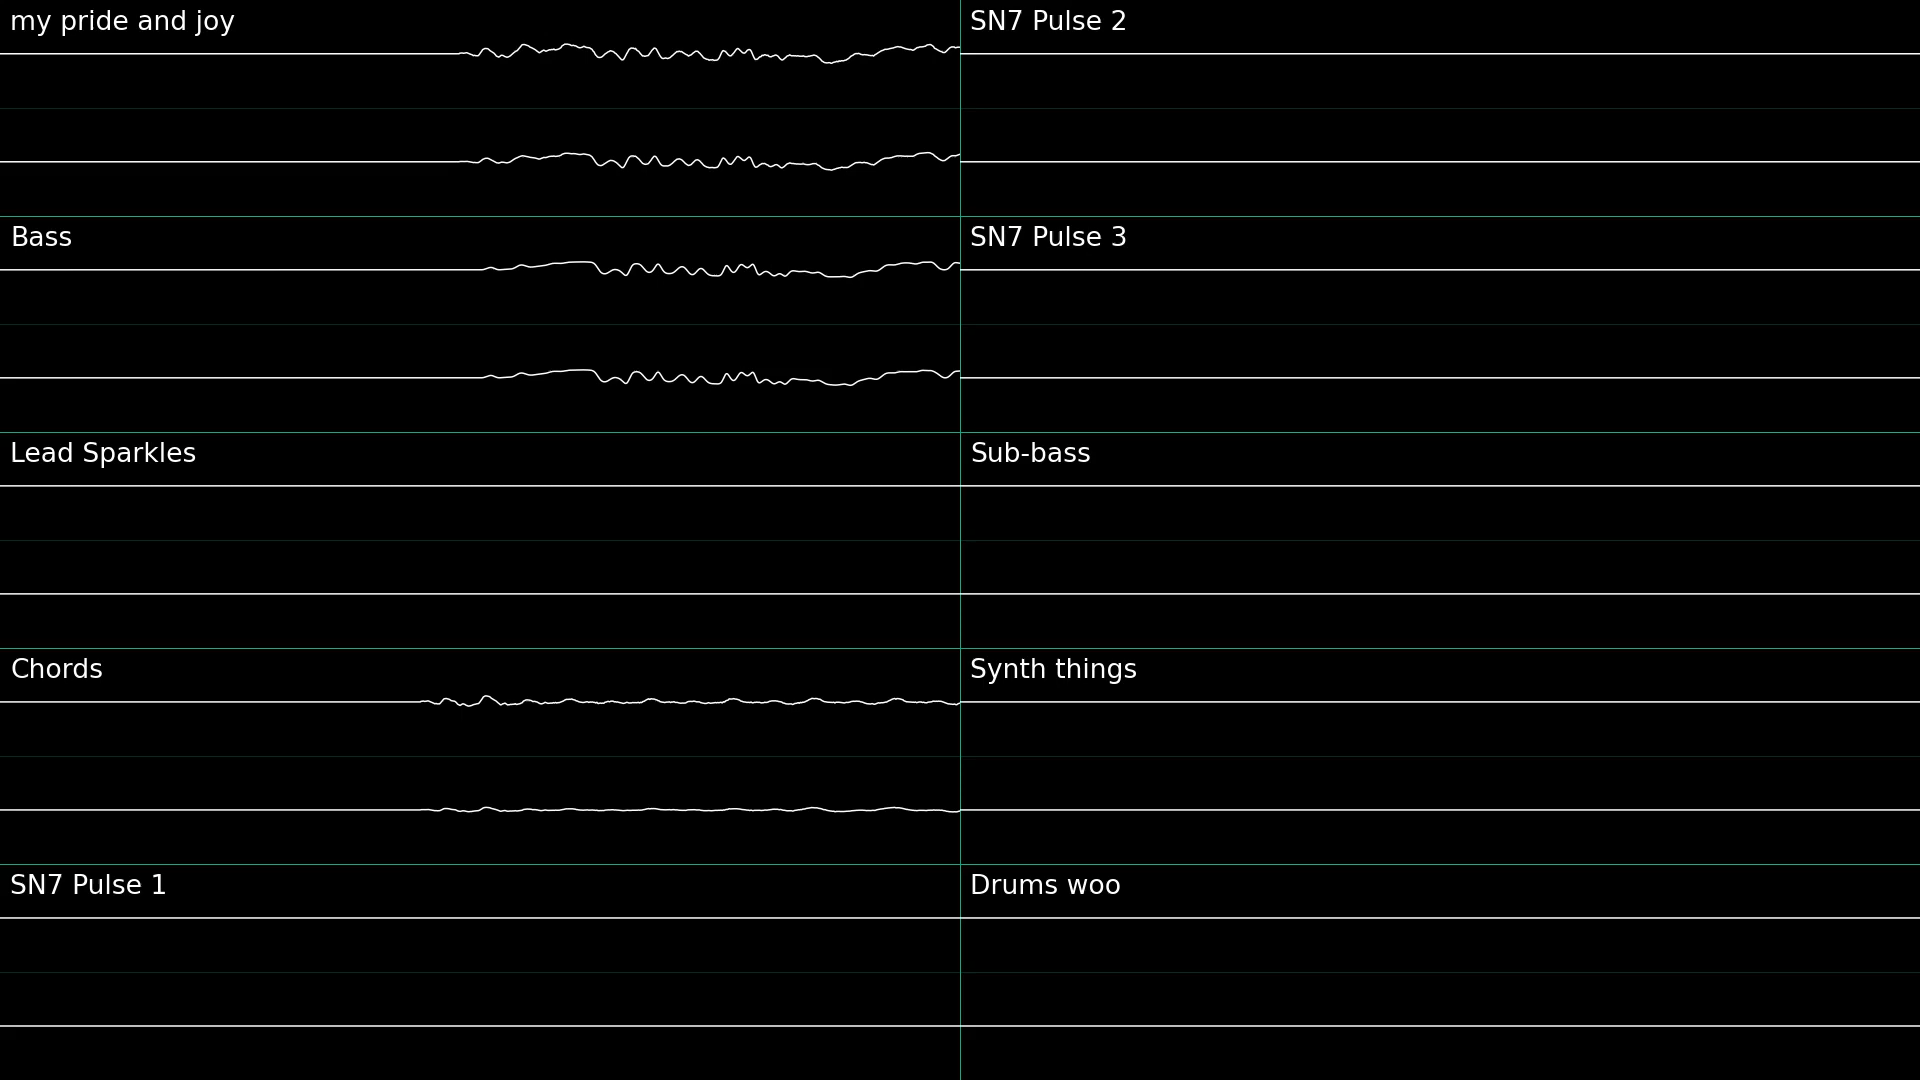 my pride and joy
Bass
Lead Sparkles
Chords
SN7 Pulse 1
SN7 Pulse 2
SN7 Pulse 3
Sub-bass
Synth things
Drums woo